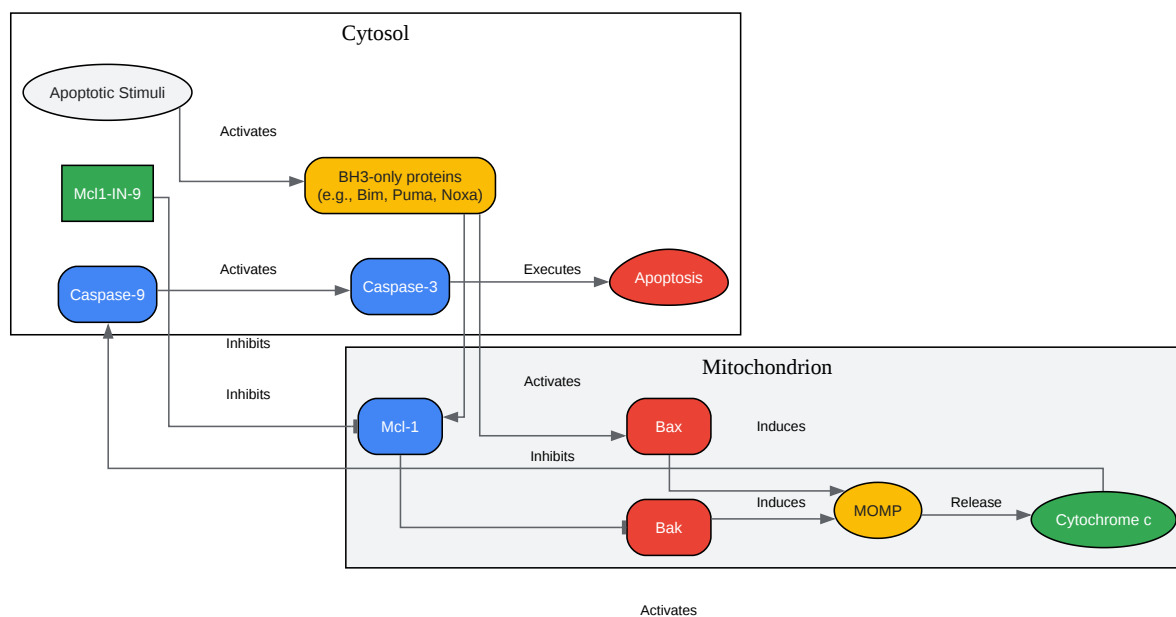 Cytosol
Apoptotic Stimuli
Activates
BH3-only proteins
(e.g., Bim, Puma, Noxa)
Mcl1-IN-9
Activates
Executes
Caspase-9
Caspase-3
Apoptosis
Inhibits
Mitochondrion
Activates
Inhibits
Mcl-1
Bax
Induces
Inhibits
Induces
Release
MOMP
Bak
Cytochrome c
Activates